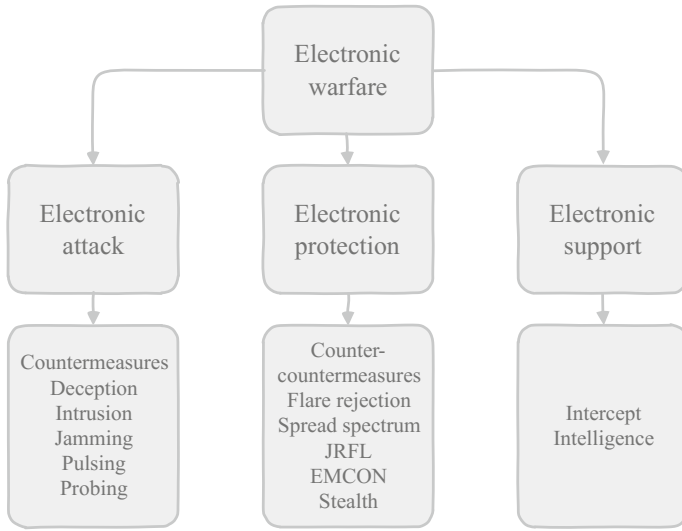 Electronic
warfare
Electronic
attack
Electronic
protection
Electronic
support
Countermeasures
Deception
Intrusion
Jamming
Pulsing
Probing
Counter-
countermeasures
Flare rejection
Spread spectrum
JRFL
EMCON
Stealth
Intercept
Intelligence